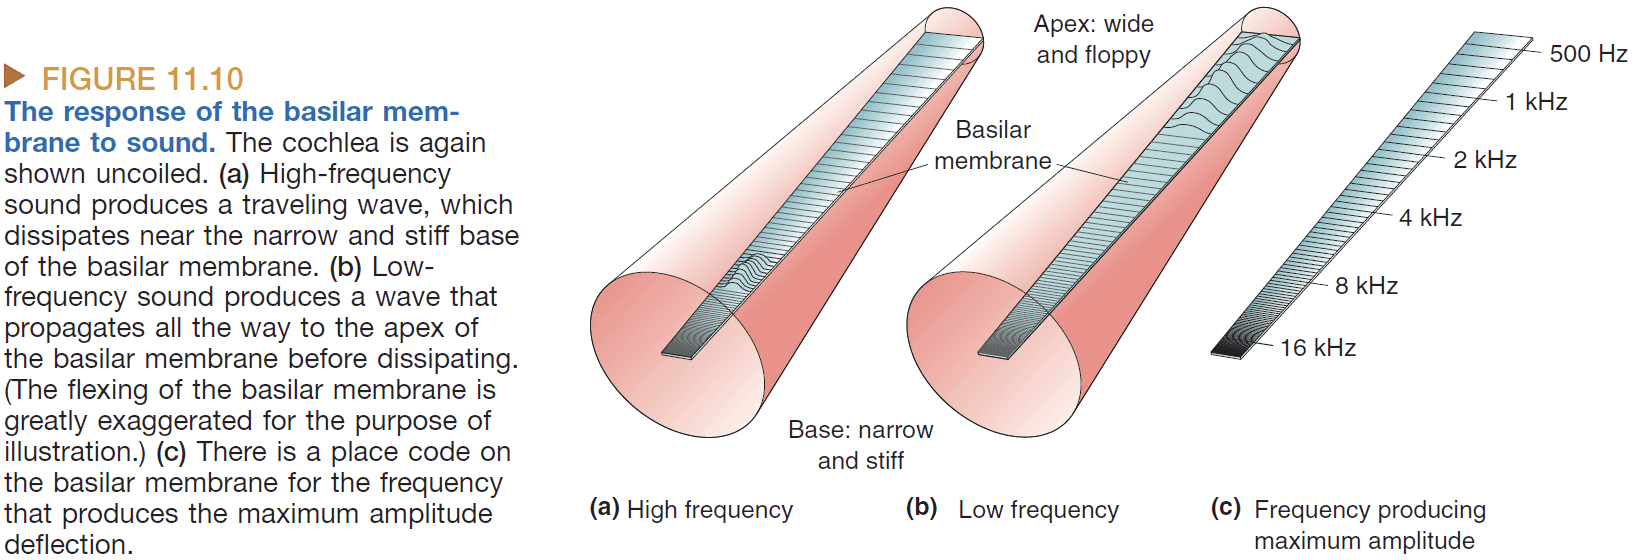 FIGURE 11.10
The response of the basilar mem-
brane to sound. The cochlea is again
shown uncoiled. (a) High-frequency
sound produces a traveling wave, which
dissipates near the narrow and stiff base
of the basilar membrane. (b) Low-
frequency sound produces a wave that
propagates all the way to the apex of
the basilar membrane before dissipating.
(The flexing of the basilar membrane is
greatly exaggerated for the purpose of
illustration.) (c) There is a place code on
the basilar membrane for the frequency
that produces the maximum amplitude
deflection.
Apex: wide
and floppy
Basilar
membrane
Base: narrow
and stiff
(a) High frequency
(b) Low frequency
500 Hz
1 kHz
2 kHz
4 kHz
8 kHz
16 kHz
(c) Frequency producing
maximum amplitude